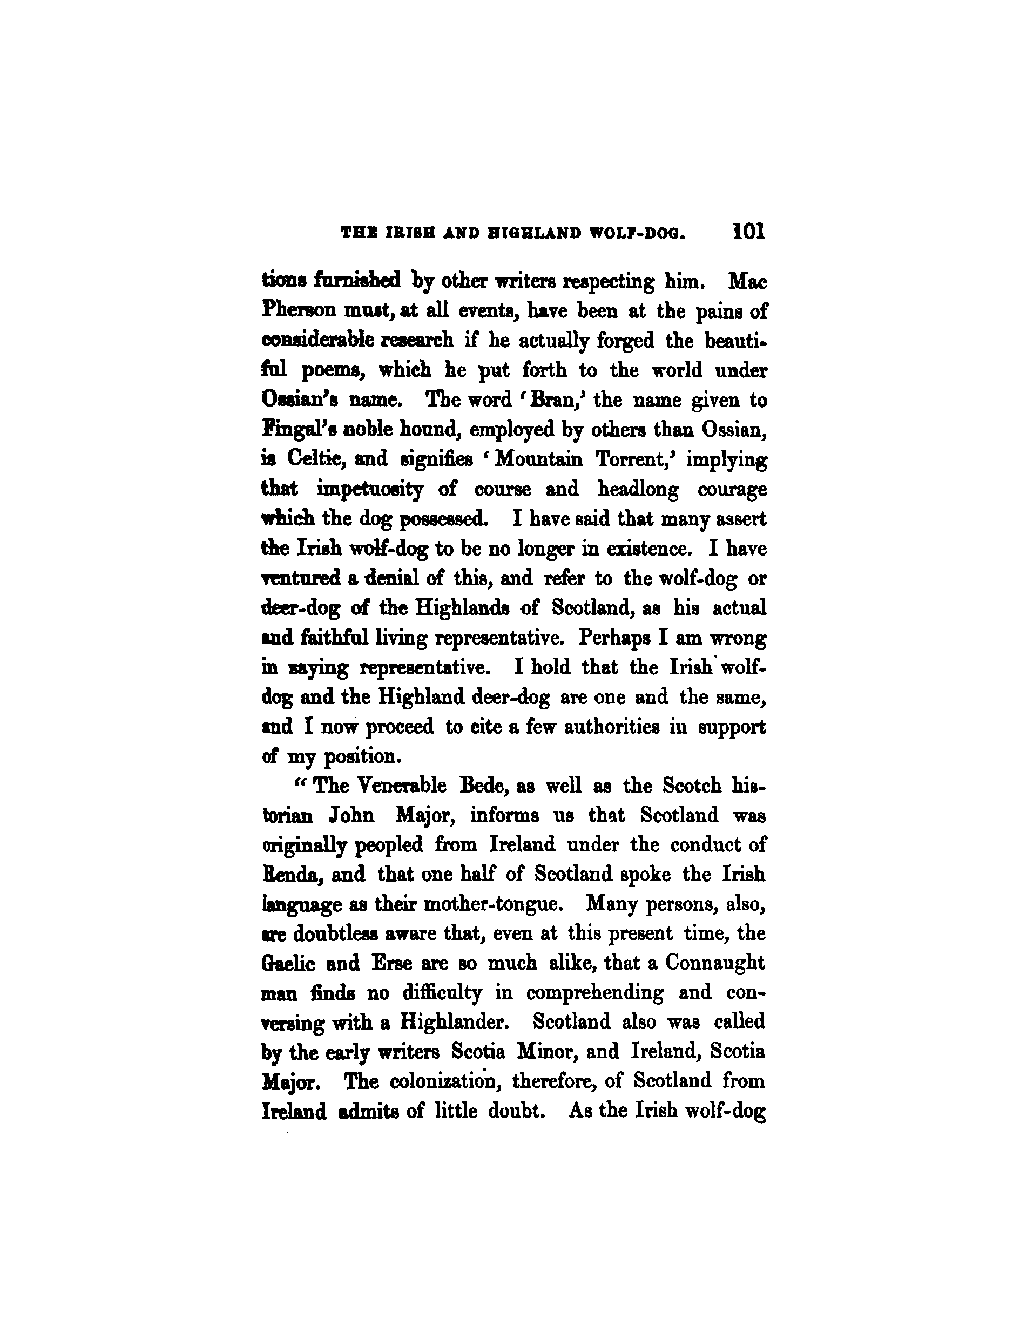 THE IRISH AND HIGHLAND WOLF-DOG. 101
tions furnished by other writers respecting him. Mac
Pherson must, at all events, have been at the pains of
considerable research if he actually forged the beauti-
ful poems, which he put forth to the world under
Ossian's name. The word 'Bran,' the name given to
Fingal's noble hound, employed by others than Ossian,
is Celtic, and signifies 'Mountain Torrent,' implying
that impetuosity of course and headlong courage
which the dog possessed. I have said that many assert
the Irish wolf-dog to be no longer in existence. I have
ventured a denial of this, and refer to the wolf-dog or
deer-dog of the Highlands of Scotland, as his actual
and faithful living representative. Perhaps I am wrong
in saying representative. I hold that the Irish wolf-
dog and the Highland deer-dog are one and the same,
and I now proceed to cite a few authorities in support
of my position.
"The Venerable Bede, as well as the Scotch his-
torian John Major, informs us that Scotland was
originally peopled from Ireland under the conduct of
Renda, and that one half of Scotland spoke the Irish
language as their mother-tongue. Many persons, also,
are doubtless aware that, even at this present time, the
Gaelic and Erse are so much alike, that a Connaught
man finds no difficulty in comprehending and con-
versing with a Highlander. Scotland also was called
by the early writers Scotia Minor, and Ireland, Scotia
Major. The colonization, therefore, of Scotland from
Ireland admits of little doubt. As the Irish wolf-dog